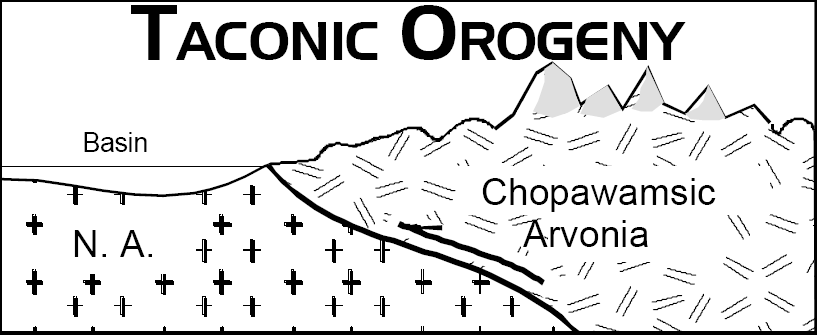 TACONIC OROGENY
Basin
Chopawamsic
Arvonia
N. A.